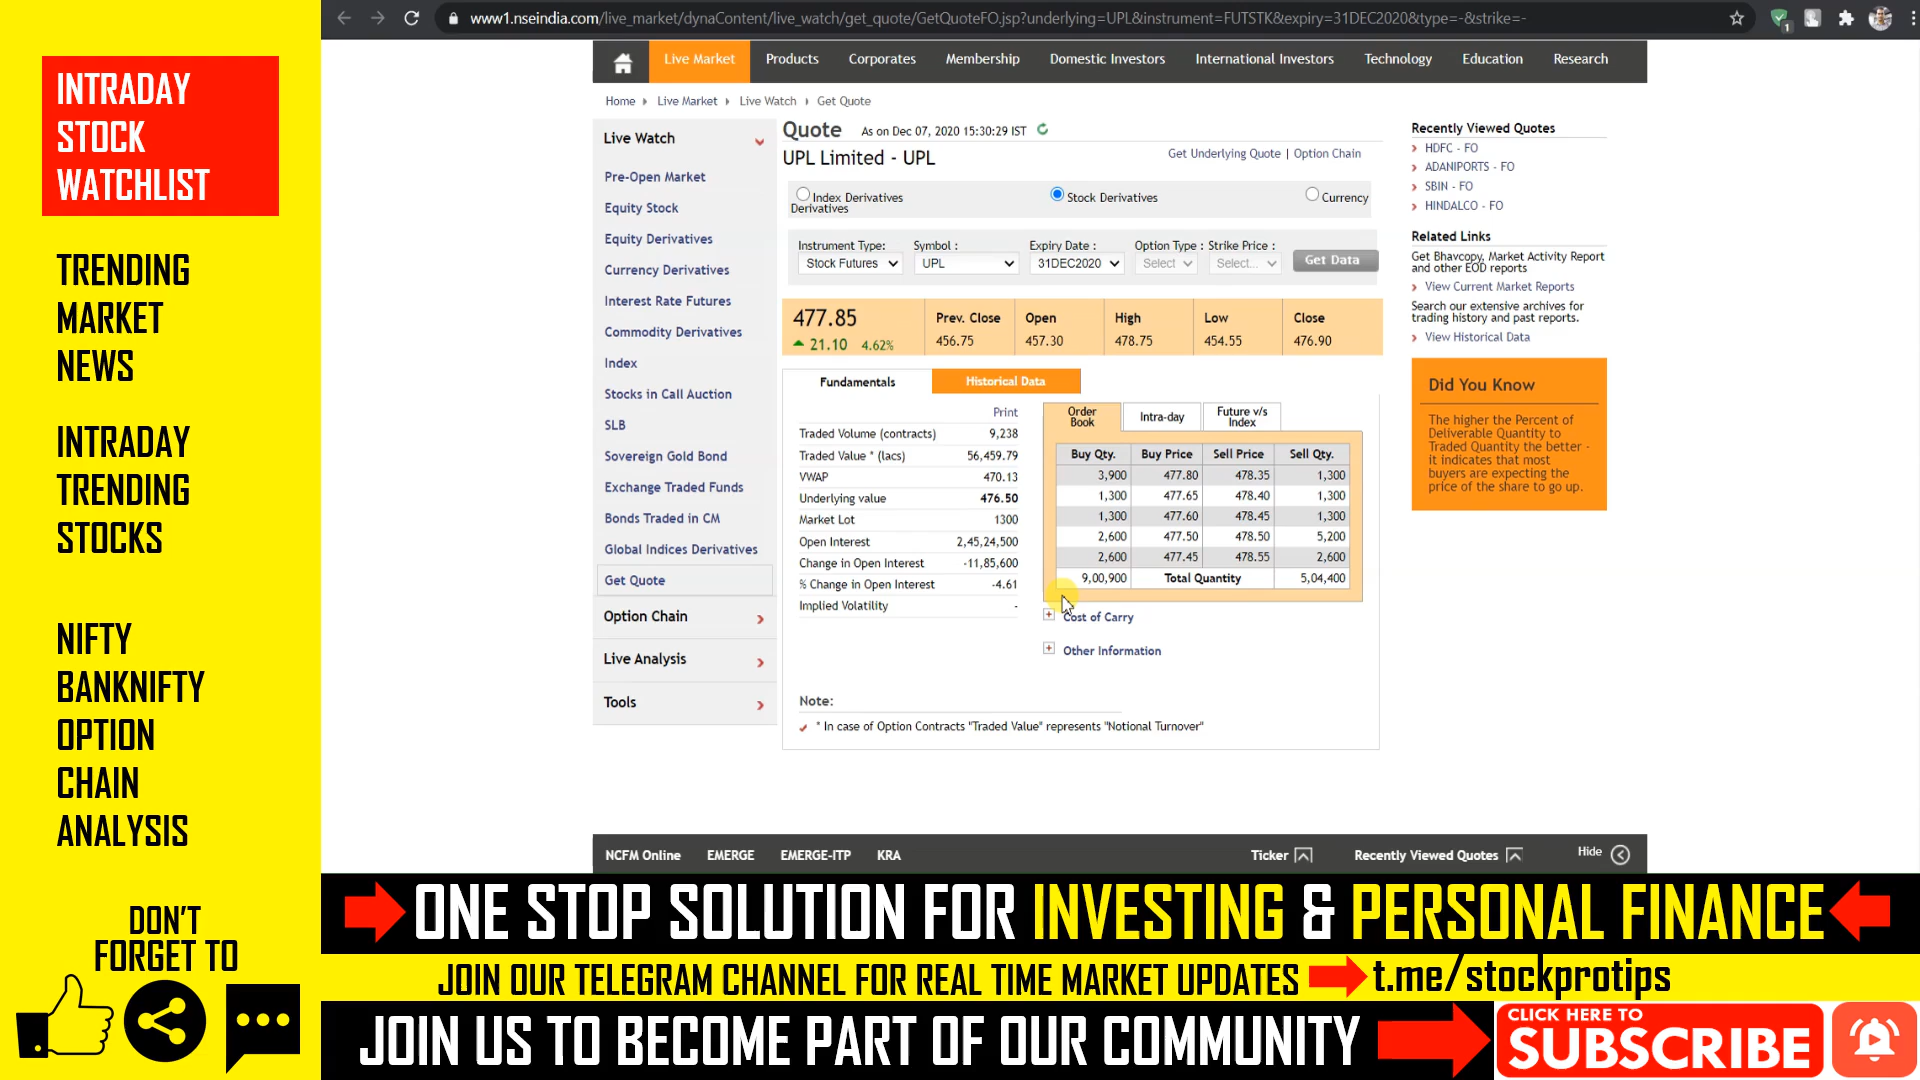 INTRADAY
STOCK
WATCHLIST
TRENDING
MARKET
NEWS
INTRADAY
TRENDING
STOCKS
NIFTY
BANKNIFTY
OPTION
CHAIN
ANALYSIS
DON'T
FORGET TO
www1.nseindia.com/live_market/dynaContent/live_watch/get_quote/GetQuoteFO.jsp?underlying=UPL&instrument=FUTSTK&expiry=31DEC2020&type=-&strike=-
1
Live Market Products Corporates Membership Domestic Investors International Investors Technology Education Research
Home Live Market Live Watch Get Quote
Live Watch
Pre-Open Market
Equity Stock
Equity Derivatives
Currency Derivatives
Interest Rate Futures
Commodity Derivatives
Index
Stocks in Call Auction
SLB
Sovereign Gold Bond
Exchange Traded Funds
Bonds Traded in CM
Global Indices Derivatives
Get Quote
Option Chain
Live Analysis
Tools
Quote As on Dec 07, 2020 15:30:29 IST
UPL Limited - UPL
Get Underlying Quote | Option Chain
Index Derivatives Stock Derivatives Currency
Derivatives
Instrument Type: Symbol : Expiry Date : Option Type : Strike Price :
Stock Futures UPL 31DEC2020 Select Select... Get Data
477.85 Prev. Close Open High Low Close
21.10 4.62% 456.75 457.30 478.75 454.55 476.90
Fundamentals Historical Data
Print
Traded Volume (contracts) 9,238
Traded Value * (lacs) 56,459.79
VWAP 470.13
Underlying value 476.50
Market Lot 1300
Open Interest 2,45,24,500
Change in Open Interest -11,85,600
% Change in Open Interest -4.61
Implied Volatility -
Order Book Intra-day Future v/s Index
Buy Qty. Buy Price Sell Price Sell Qty.
3,900 477.80 478.35 1,300
1,300 477.65 478.40 1,300
1,300 477.60 478.45 1,300
2,600 477.50 478.50 5,200
2,600 477.45 478.55 2,600
9,00,900 Total Quantity 5,04,400
Cost of Carry
Other Information
Note:
* In case of Option Contracts "Traded Value" represents "Notional Turnover"
Recently Viewed Quotes
HDFC - FO
ADANIPORTS - FO
SBIN - FO
HINDALCO - FO
Related Links
Get Bhavcopy, Market Activity Report
and other EOD reports
View Current Market Reports
Search our extensive archives for
trading history and past reports.
View Historical Data
Did You Know
The higher the Percent of
Deliverable Quantity to
Traded Quantity the better -
it indicates that most
buyers are expecting the
price of the share to go up.
NCFM Online EMERGE EMERGE-ITP KRA Ticker Recently Viewed Quotes Hide
ONE STOP SOLUTION FOR INVESTING & PERSONAL FINANCE
JOIN OUR TELEGRAM CHANNEL FOR REAL TIME MARKET UPDATES t.me/stockprotips
JOIN US TO BECOME PART OF OUR COMMUNITY
CLICK HERE TO
SUBSCRIBE